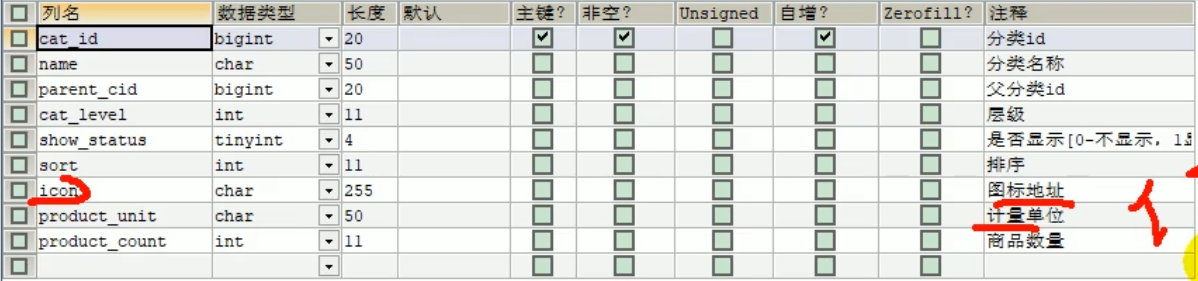 列名 数据类型 长度 默认 主键? 非空? Unsigned 自增? Zerofill? 注释
cat_id bigint 20 分类id
name char 50 分类名称
parent_cid bigint 20 父分类id
cat_level int 11 层级
show_status tinyint 4 是否显示[0-不显示, 1显
sort int 11 排序
icon char 255 图标地址
product_unit char 50 计量单位
product_count int 11 商品数量